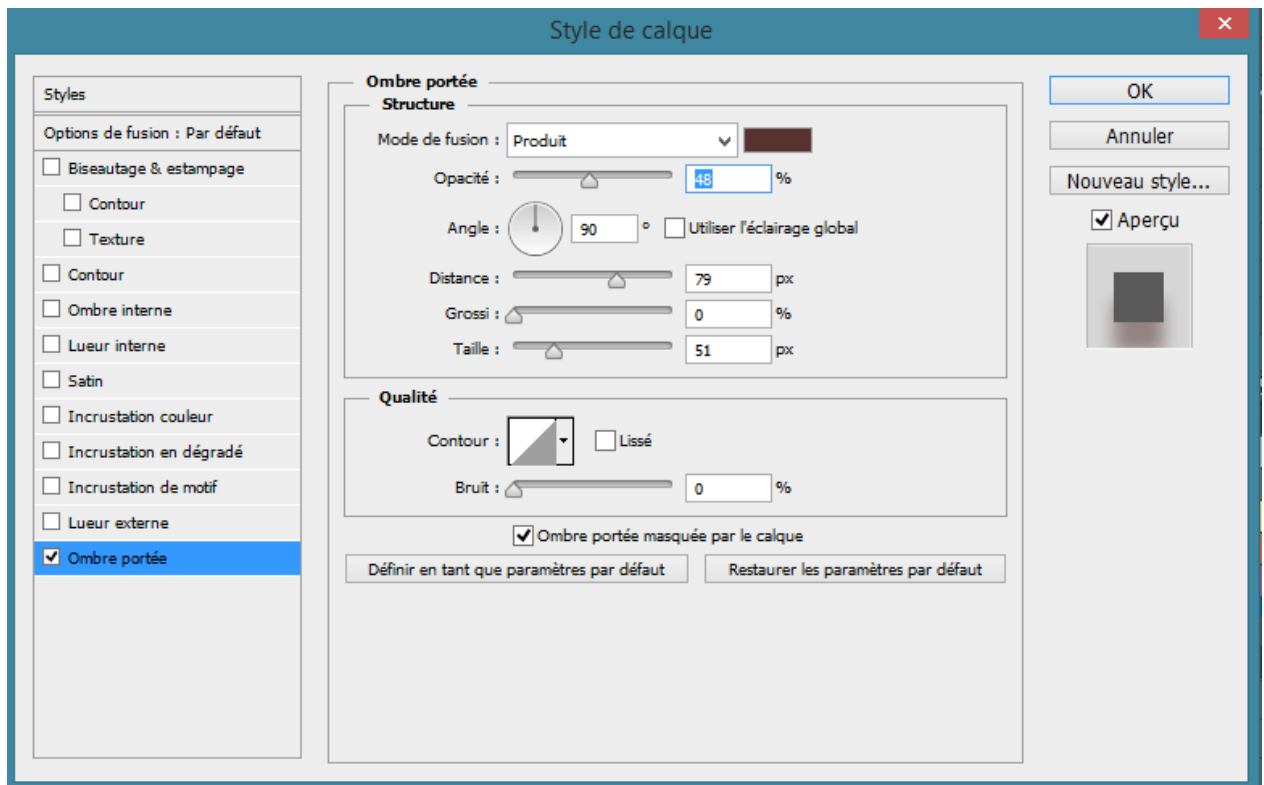 Style de calque
Styles
Options de fusion : Par défaut
Biseautage & estampage
Contour
Texture
Contour
Ombre interne
Lueur interne
Satin
Incrustation couleur
Incrustation en dégradé
Incrustation de motif
Lueur externe
Ombre portée
Ombre portée
Structure
Mode de fusion : Produit
Opacité : 48 %
Angle : 90 ° Utiliser l'éclairage global
Distance : 79 px
Grossi : 0 %
Taille : 51 px
Qualité
Contour : Lissé
Bruit : 0 %
Ombre portée masquée par le calque
Définir en tant que paramètres par défaut Restaurer les paramètres par défaut
OK
Annuler
Nouveau style...
Aperçu